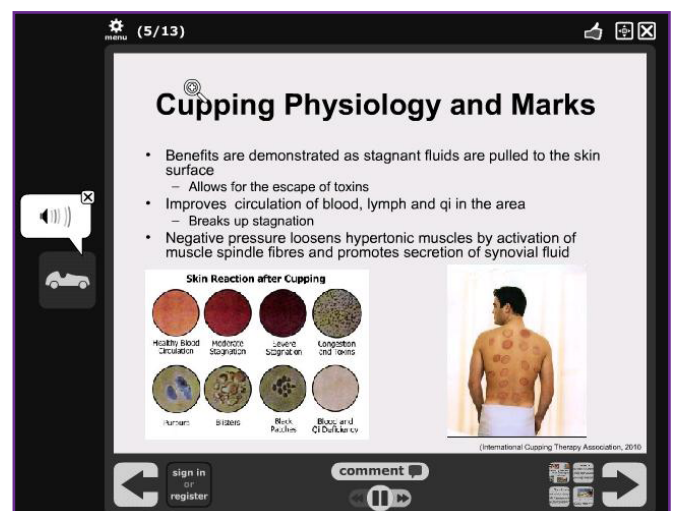 menu (5/13)
Cupping Physiology and Marks
• Benefits are demonstrated as stagnant fluids are pulled to the skin
surface
– Allows for the escape of toxins
• Improves circulation of blood, lymph and qi in the area
– Breaks up stagnation
• Negative pressure loosens hypertonic muscles by activation of
muscle spindle fibres and promotes secretion of synovial fluid
Skin Reaction after Cupping
Healthy Blood
Circulation
Moderate
Stagnation
Severe
Stagnation
Congestion
and Toxins
Blisters
Black
Patches
Blood and
Qi Deficiency
(International Cupping Therapy Association, 2010
sign in
or
register
comment